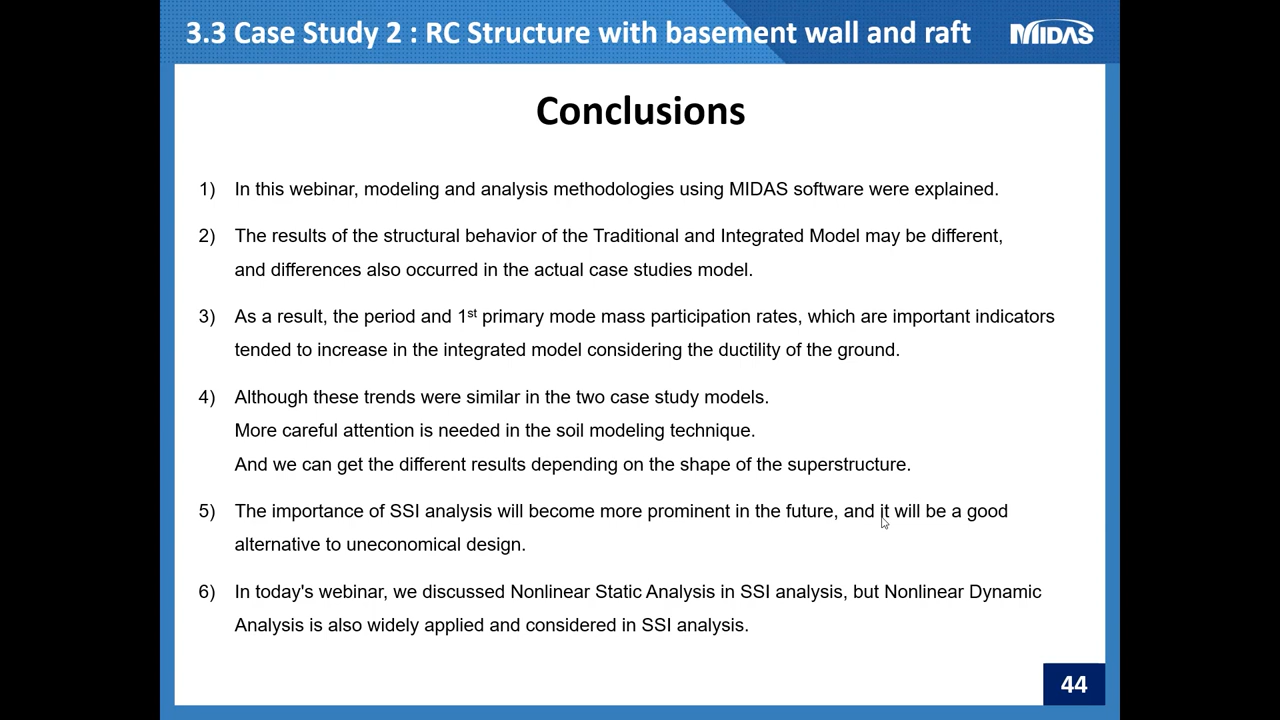 3.3 Case Study 2 : RC Structure with basement wall and raft
MIDAS
Conclusions
1) In this webinar, modeling and analysis methodologies using MIDAS software were explained.
2) The results of the structural behavior of the Traditional and Integrated Model may be different,
and differences also occurred in the actual case studies model.
3) As a result, the period and 1st primary mode mass participation rates, which are important indicators
tended to increase in the integrated model considering the ductility of the ground.
4) Although these trends were similar in the two case study models.
More careful attention is needed in the soil modeling technique.
And we can get the different results depending on the shape of the superstructure.
5) The importance of SSI analysis will become more prominent in the future, and it will be a good
alternative to uneconomical design.
6) In today's webinar, we discussed Nonlinear Static Analysis in SSI analysis, but Nonlinear Dynamic
Analysis is also widely applied and considered in SSI analysis.
44